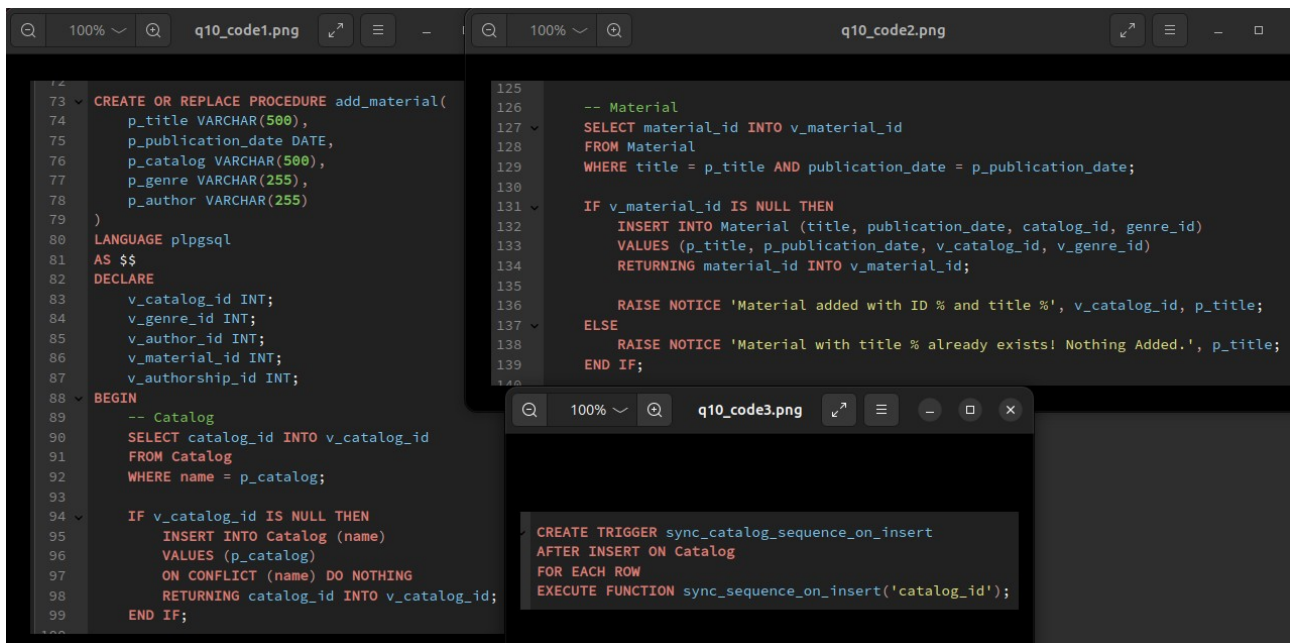 100%
q10_code1.png
72
73 CREATE OR REPLACE PROCEDURE add_material(
74     p_title VARCHAR(500),
75     p_publication_date DATE,
76     p_catalog VARCHAR(500),
77     p_genre VARCHAR(255),
78     p_author VARCHAR(255)
79 )
80 LANGUAGE plpgsql
81 AS $$
82 DECLARE
83     v_catalog_id INT;
84     v_genre_id INT;
85     v_author_id INT;
86     v_material_id INT;
87     v_authorship_id INT;
88 BEGIN
89     -- Catalog
90     SELECT catalog_id INTO v_catalog_id
91     FROM Catalog
92     WHERE name = p_catalog;
93
94     IF v_catalog_id IS NULL THEN
95         INSERT INTO Catalog (name)
96         VALUES (p_catalog)
97         ON CONFLICT (name) DO NOTHING
98         RETURNING catalog_id INTO v_catalog_id;
99     END IF;
100%
q10_code2.png
125
126     -- Material
127     SELECT material_id INTO v_material_id
128     FROM Material
129     WHERE title = p_title AND publication_date = p_publication_date;
130
131     IF v_material_id IS NULL THEN
132         INSERT INTO Material (title, publication_date, catalog_id, genre_id)
133         VALUES (p_title, p_publication_date, v_catalog_id, v_genre_id)
134         RETURNING material_id INTO v_material_id;
135
136         RAISE NOTICE 'Material added with ID % and title %', v_catalog_id, p_title;
137     ELSE
138         RAISE NOTICE 'Material with title % already exists! Nothing Added.', p_title;
139     END IF;
100%
q10_code3.png
CREATE TRIGGER sync_catalog_sequence_on_insert
AFTER INSERT ON Catalog
FOR EACH ROW
EXECUTE FUNCTION sync_sequence_on_insert('catalog_id');